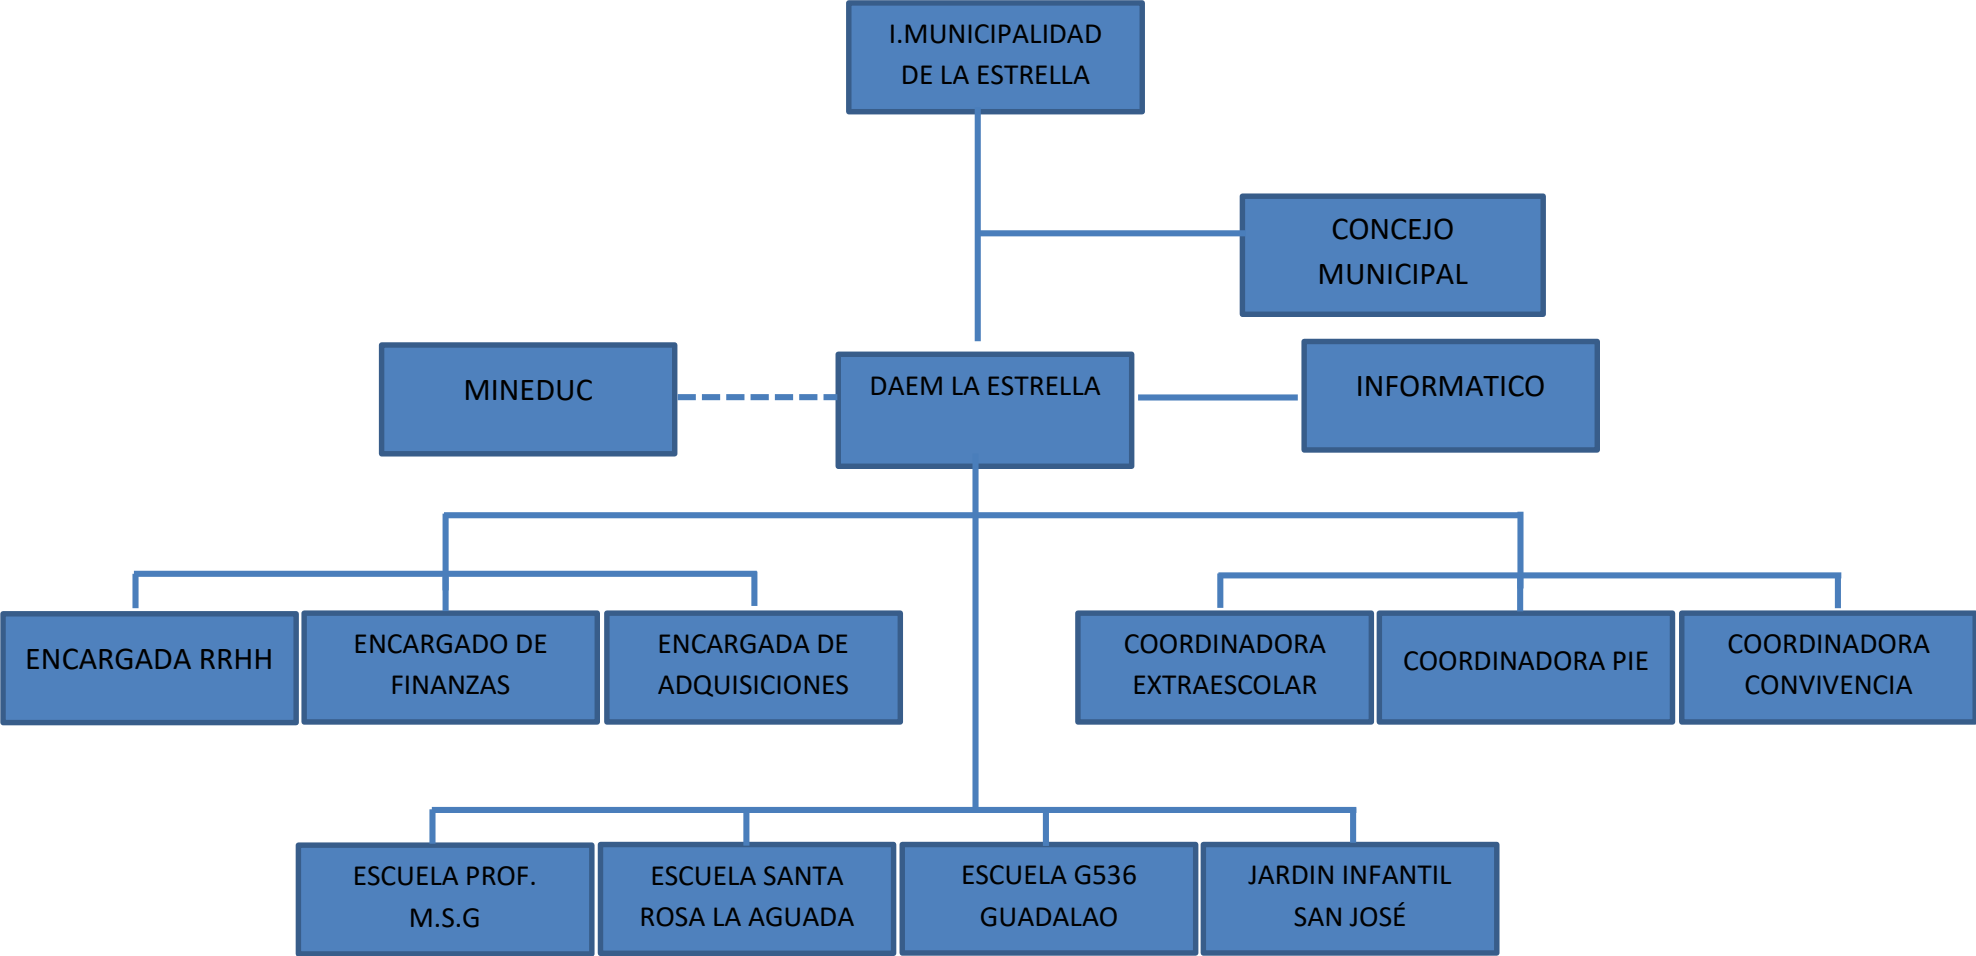 I.MUNICIPALIDAD
DE LA ESTRELLA
CONCEJO
MUNICIPAL
MINEDUC
DAEM LA ESTRELLA
INFORMATICO
ENCARGADA RRHH
ENCARGADO DE
FINANZAS
ENCARGADA DE
ADQUISICIONES
COORDINADORA
EXTRAESCOLAR
COORDINADORA PIE
COORDINADORA
CONVIVENCIA
ESCUELA PROF.
M.S.G
ESCUELA SANTA
ROSA LA AGUADA
ESCUELA G536
GUADALAO
JARDIN INFANTIL
SAN JOSÉ